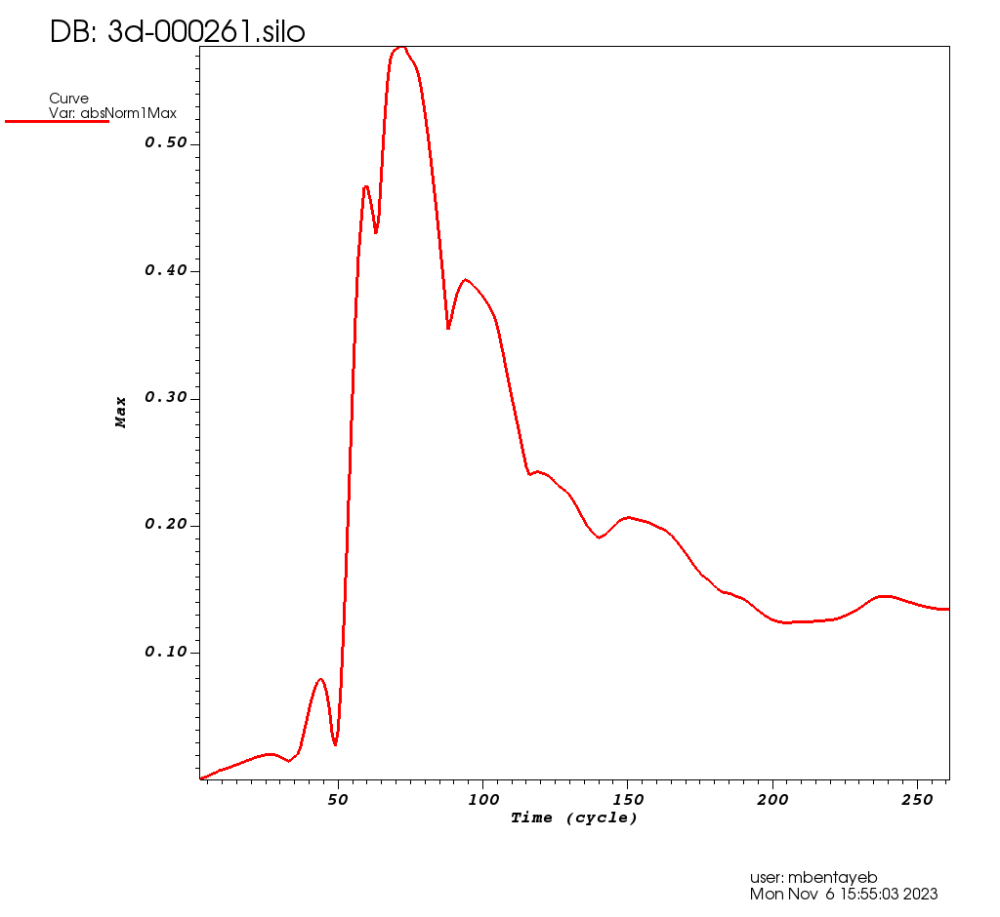 DB: 3d-000261.silo
Curve
Var: absNorm1Max
0.50
0.40
0.30
0.20
0.10
Max
50 100 150 200 250
Time (cycle)
user: mbentayeb
Mon Nov  6 15:55:03 2023